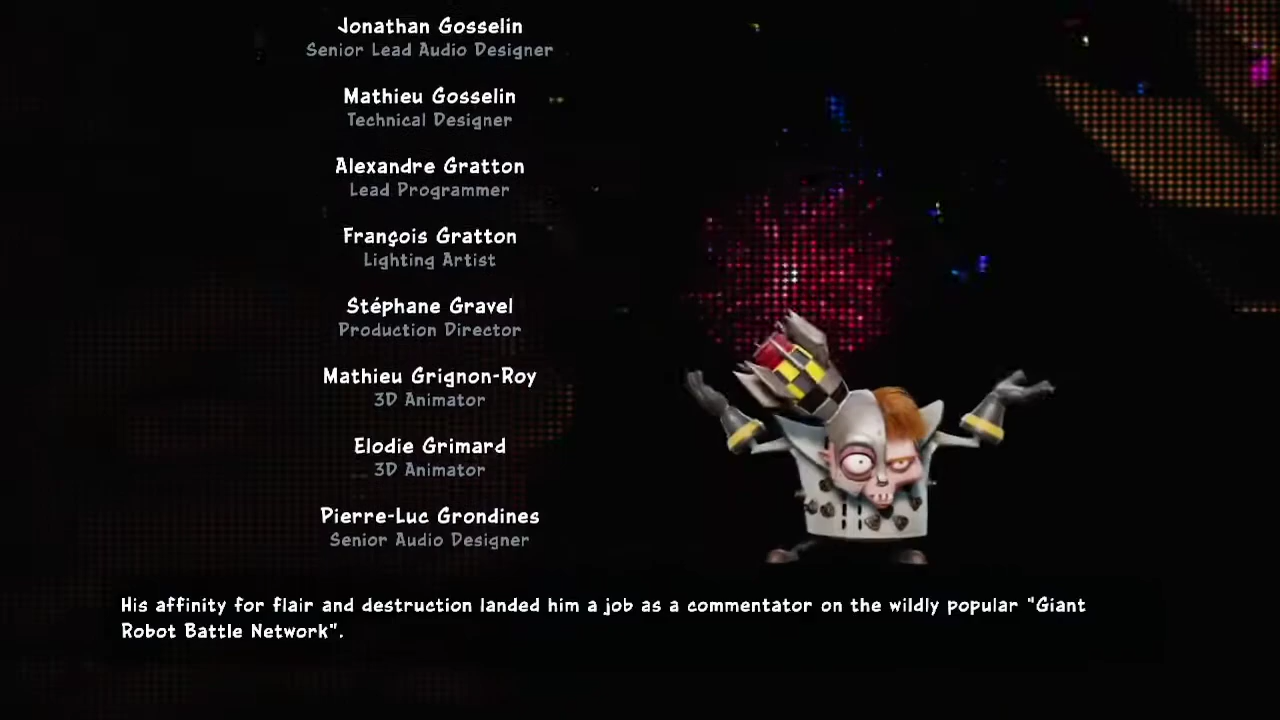 Jonathan Gosselin
Senior Lead Audio Designer
Mathieu Gosselin
Technical Designer
Alexandre Gratton
Lead Programmer
François Gratton
Lighting Artist
Stéphane Gravel
Production Director
Mathieu Grignon-Roy
3D Animator
Elodie Grimard
3D Animator
Pierre-Luc Grondines
Senior Audio Designer
His affinity for flair and destruction landed him a job as a commentator on the wildly popular "Giant
Robot Battle Network".